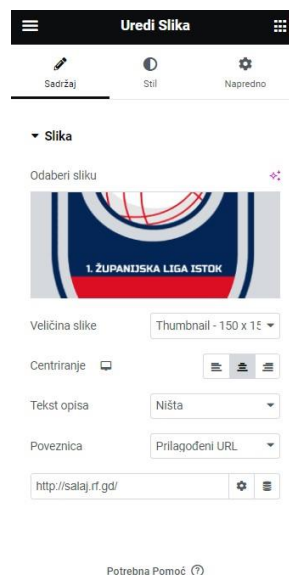 Uredi Slika
Sadržaj Stil Napredno
Slika
Odaberi sliku
1. ŽUPANIJSKA LIGA ISTOK
Veličina slike Thumbnail - 150 x 15
Centriranje
Tekst opisa Ništa
Poveznica Prilagođeni URL
http://salaj.rf.gd/
Potrebna Pomoć